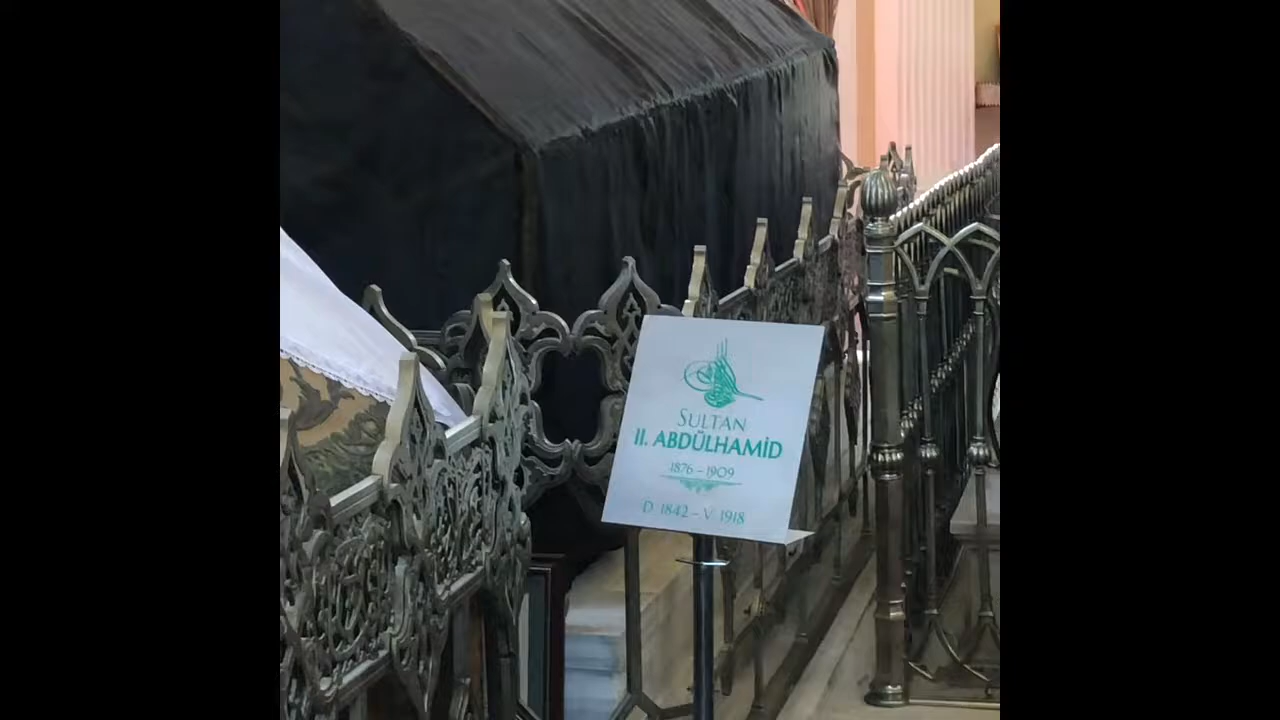 SULTAN
II. ABDÜLHAMİD
1876 - 1909
D. 1842 - V. 1918